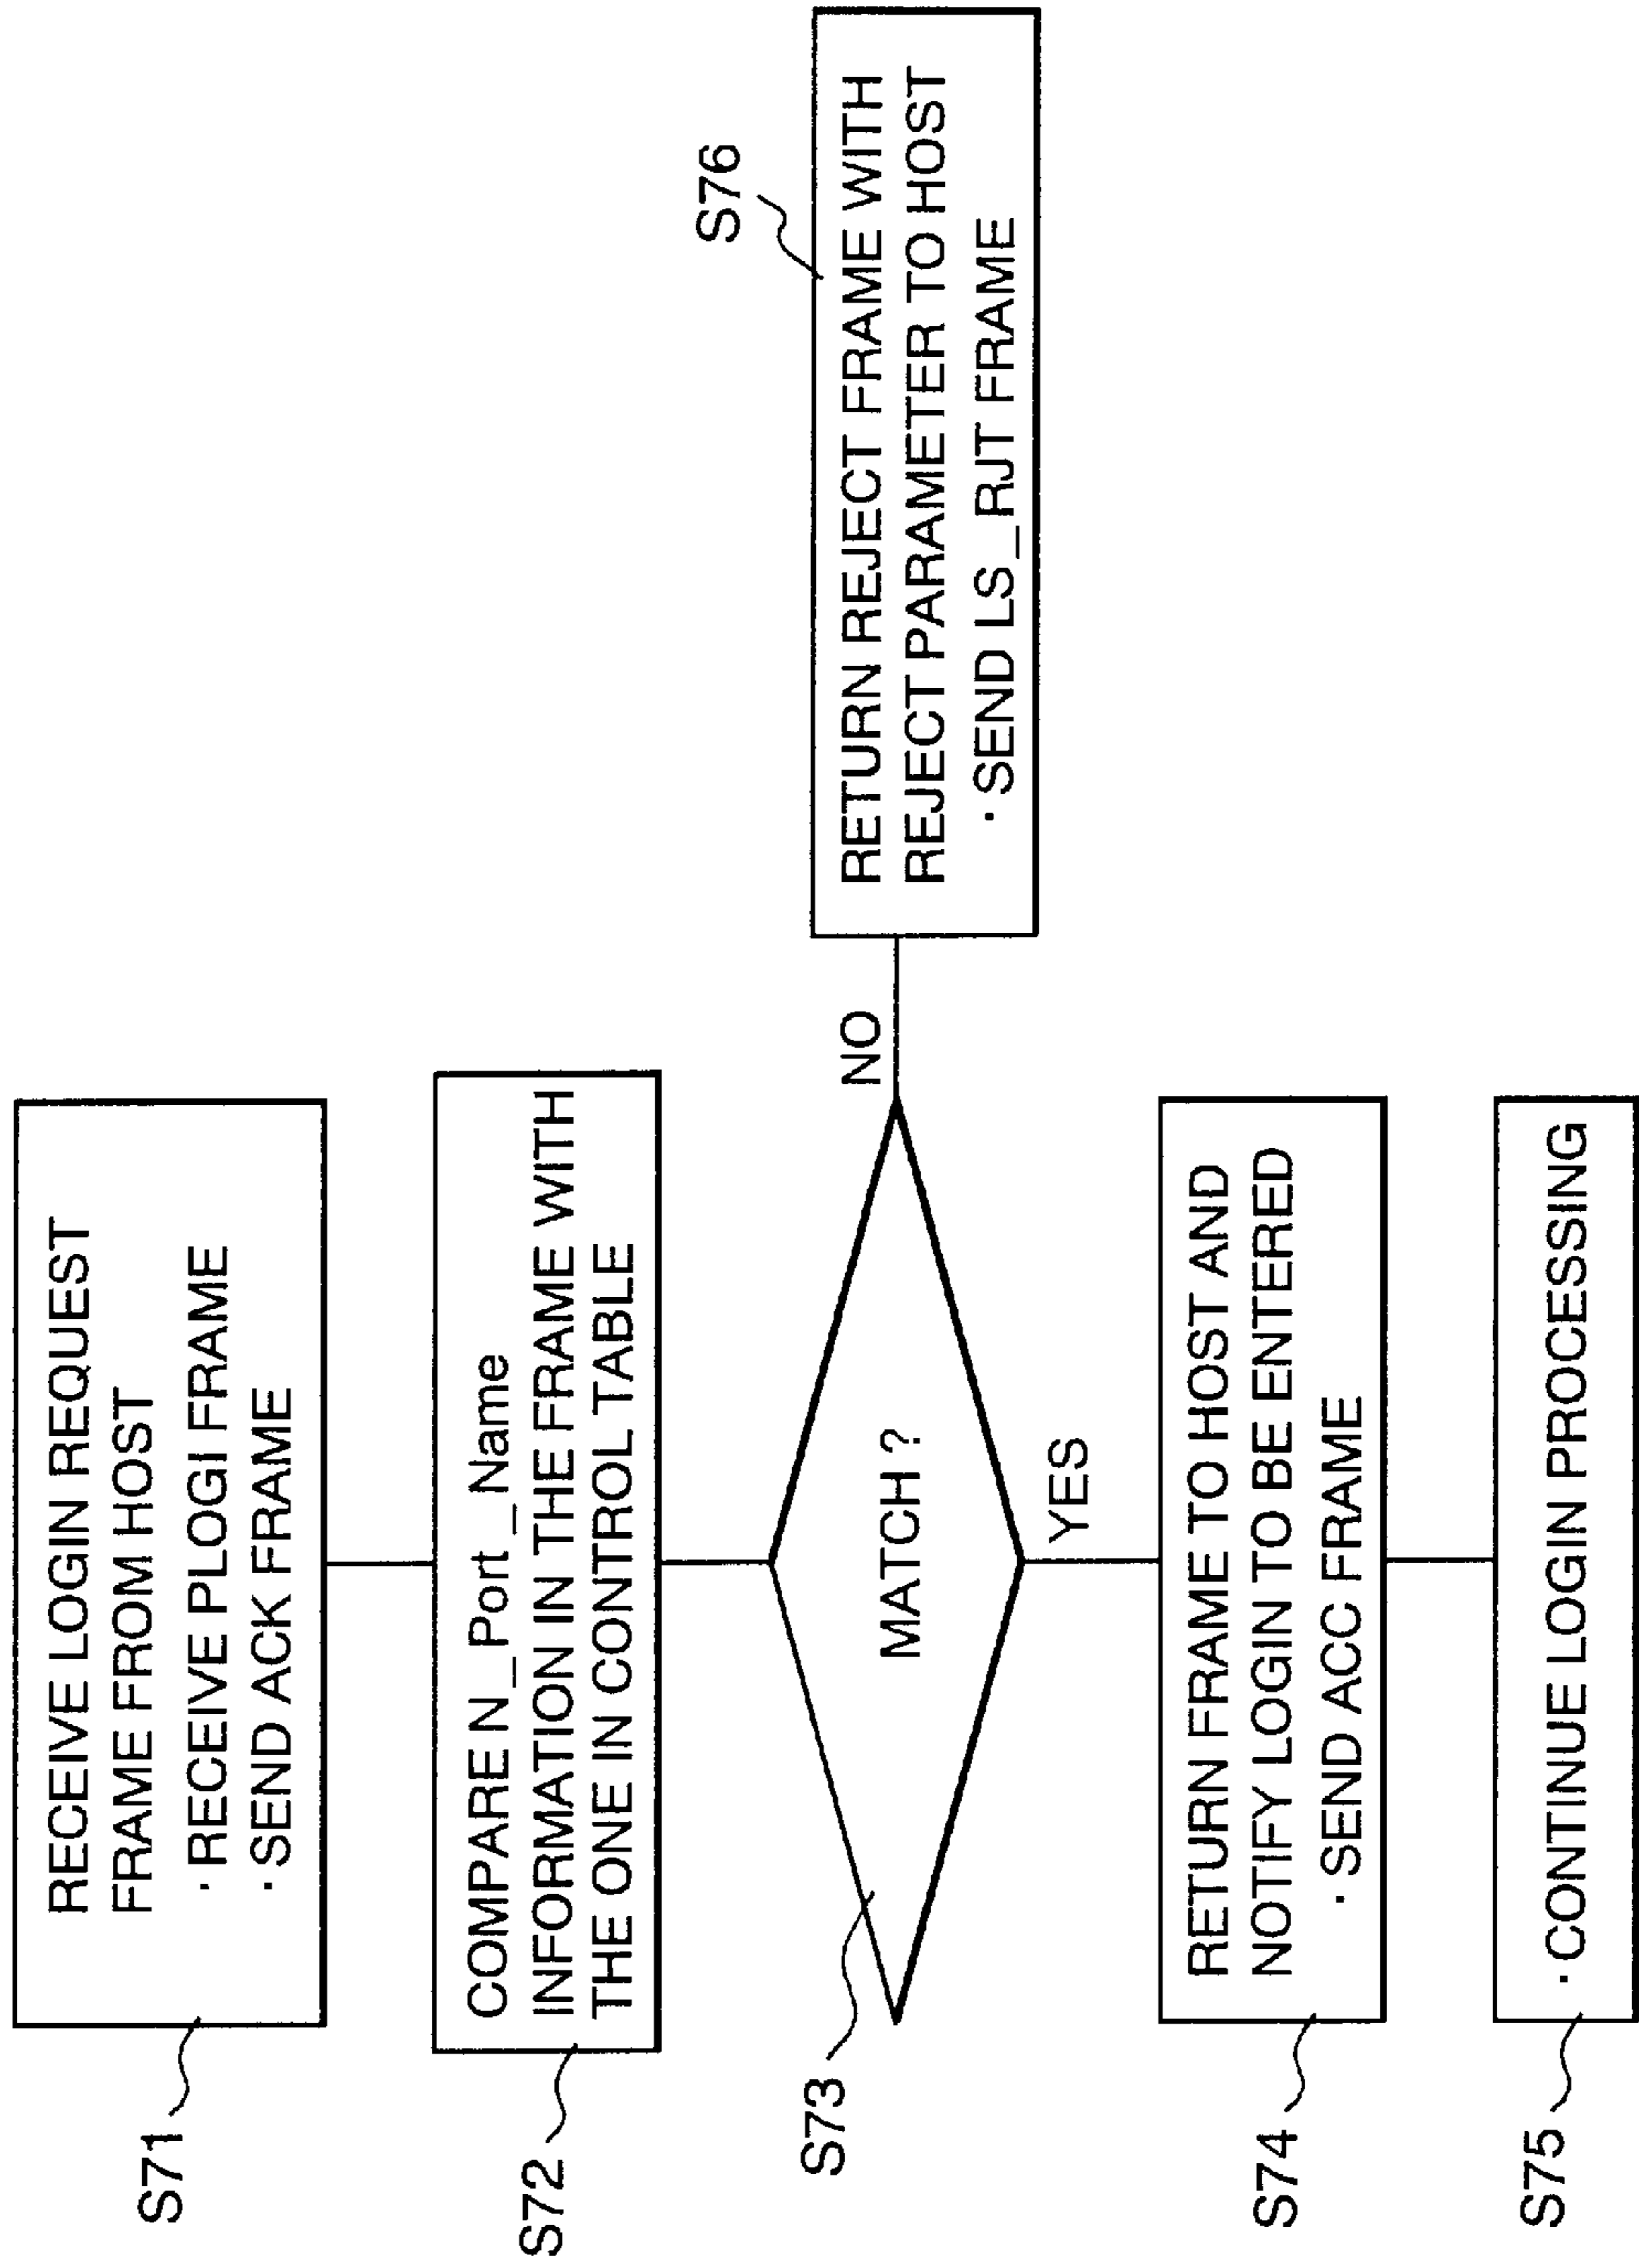 S71
RECEIVE LOGIN REQUEST
FRAME FROM HOST
· RECEIVE PLOGI FRAME
· SEND ACK FRAME
S72
COMPARE N_Port_Name
INFORMATION IN THE FRAME WITH
THE ONE IN CONTROL TABLE
S73
MATCH ?
NO
S76
RETURN REJECT FRAME WITH
REJECT PARAMETER TO HOST
· SEND LS_RJT FRAME
YES
S74
RETURN FRAME TO HOST AND
NOTIFY LOGIN TO BE ENTERED
· SEND ACC FRAME
S75
· CONTINUE LOGIN PROCESSING